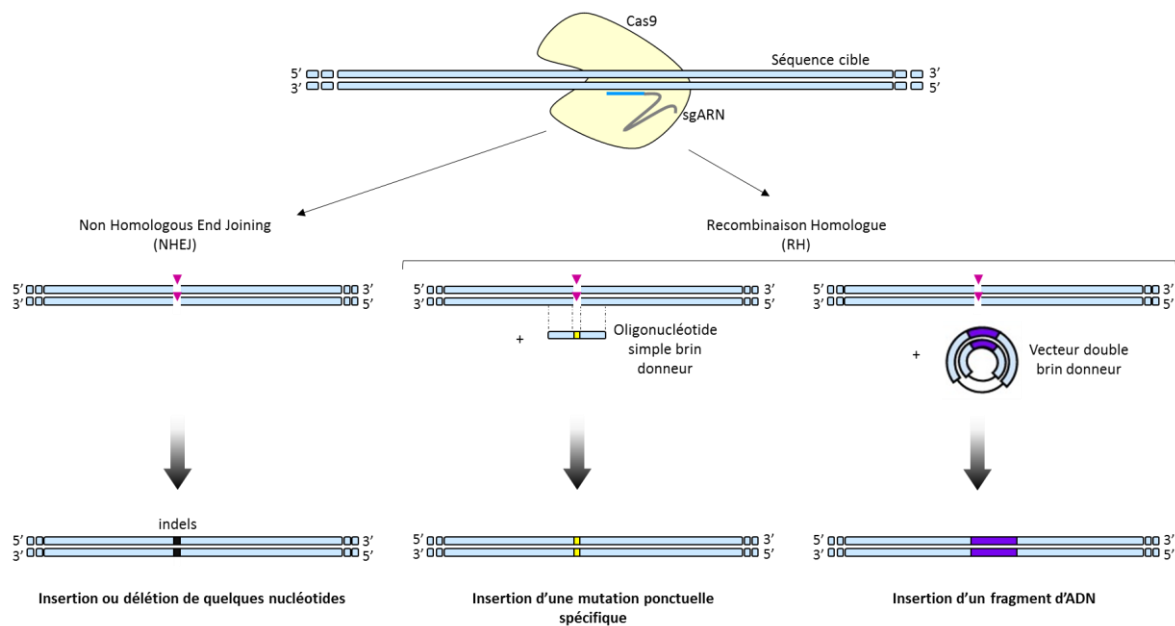 Cas9
Séquence cible
5’ 3’
3’ 5’
sgARN
Non Homologous End Joining
(NHEJ)
Recombinaison Homologue
(RH)
5’ 3’ 5’ 3’ 5’ 3’
3’ 5’ 3’ 5’ 3’ 5’
+ Oligonucléotide
simple brin
donneur
+ Vecteur double
brin donneur
indels
5’ 3’ 5’ 3’ 5’ 3’
3’ 5’ 3’ 5’ 3’ 5’
Insertion ou délétion de quelques nucléotides
Insertion d’une mutation ponctuelle
spécifique
Insertion d’un fragment d’ADN